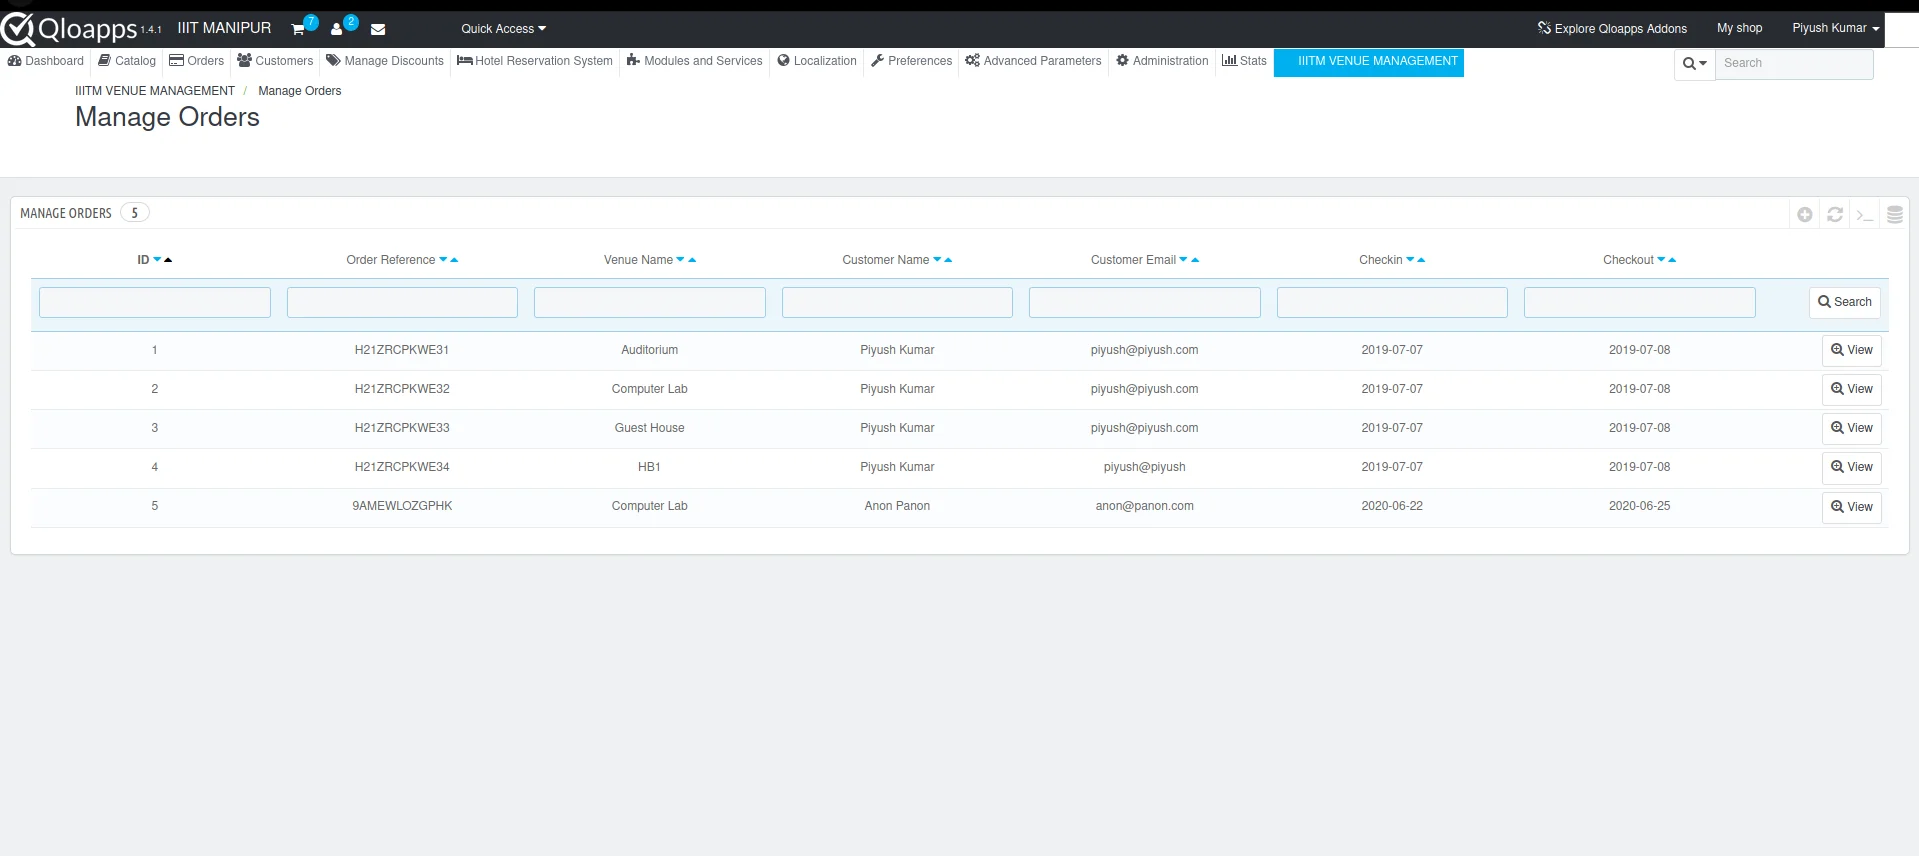 Qloapps 1.4.1 IIIT MANIPUR 7 2 Quick Access Explore Qloapps Addons My shop Piyush Kumar
Dashboard Catalog Orders Customers Manage Discounts Hotel Reservation System Modules and Services Localization Preferences Advanced Parameters Administration Stats IIITM VENUE MANAGEMENT Search
IIITM VENUE MANAGEMENT / Manage Orders
Manage Orders
MANAGE ORDERS 5
ID Order Reference Venue Name Customer Name Customer Email Checkin Checkout
Search
1 H21ZRCPKWE31 Auditorium Piyush Kumar piyush@piyush.com 2019-07-07 2019-07-08 View
2 H21ZRCPKWE32 Computer Lab Piyush Kumar piyush@piyush.com 2019-07-07 2019-07-08 View
3 H21ZRCPKWE33 Guest House Piyush Kumar piyush@piyush.com 2019-07-07 2019-07-08 View
4 H21ZRCPKWE34 HB1 Piyush Kumar piyush@piyush 2019-07-07 2019-07-08 View
5 9AMEWLOZGPHK Computer Lab Anon Panon anon@panon.com 2020-06-22 2020-06-25 View